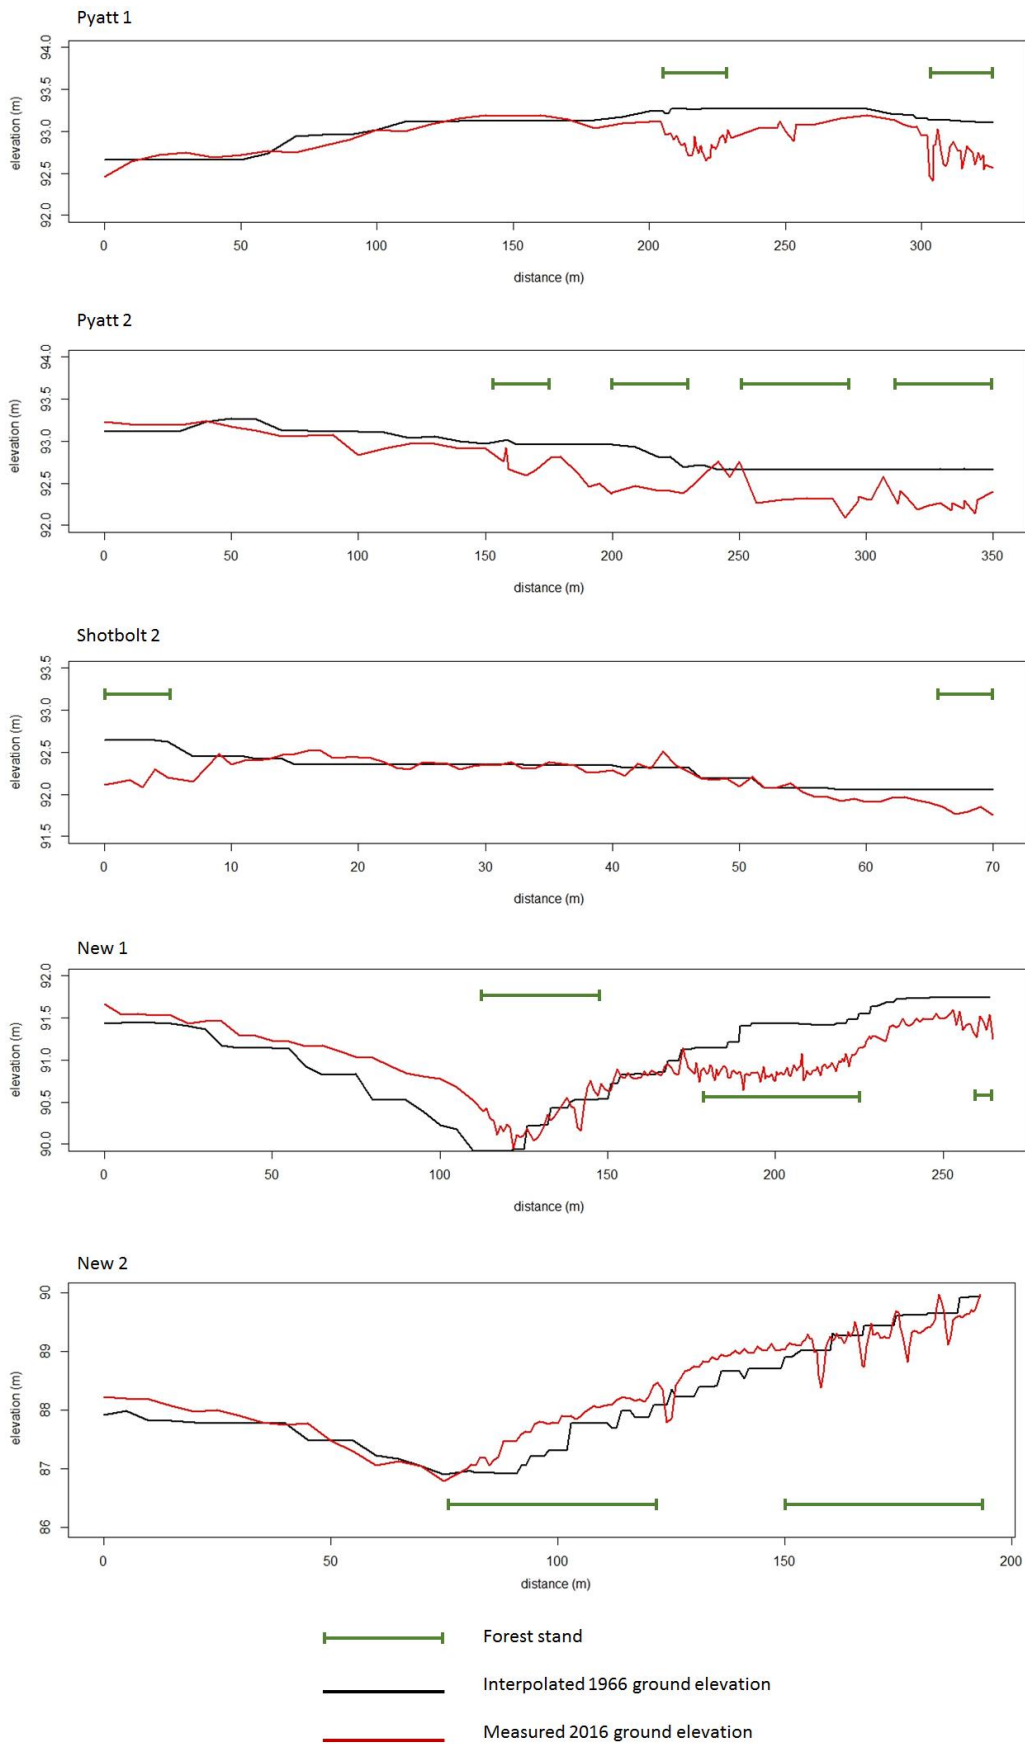 Pyatt 1
elevation (m)
94.0
93.5
93.0
92.5
92.0
0 50 100 150 200 250 300
distance (m)
Pyatt 2
elevation (m)
94.0
93.5
93.0
92.5
92.0
0 50 100 150 200 250 300 350
distance (m)
Shotbolt 2
elevation (m)
93.5
93.0
92.5
92.0
91.5
0 10 20 30 40 50 60 70
distance (m)
New 1
elevation (m)
92.0
91.5
91.0
90.5
90.0
0 50 100 150 200 250
distance (m)
New 2
elevation (m)
90
89
88
87
86
0 50 100 150 200
distance (m)
Forest stand
Interpolated 1966 ground elevation
Measured 2016 ground elevation